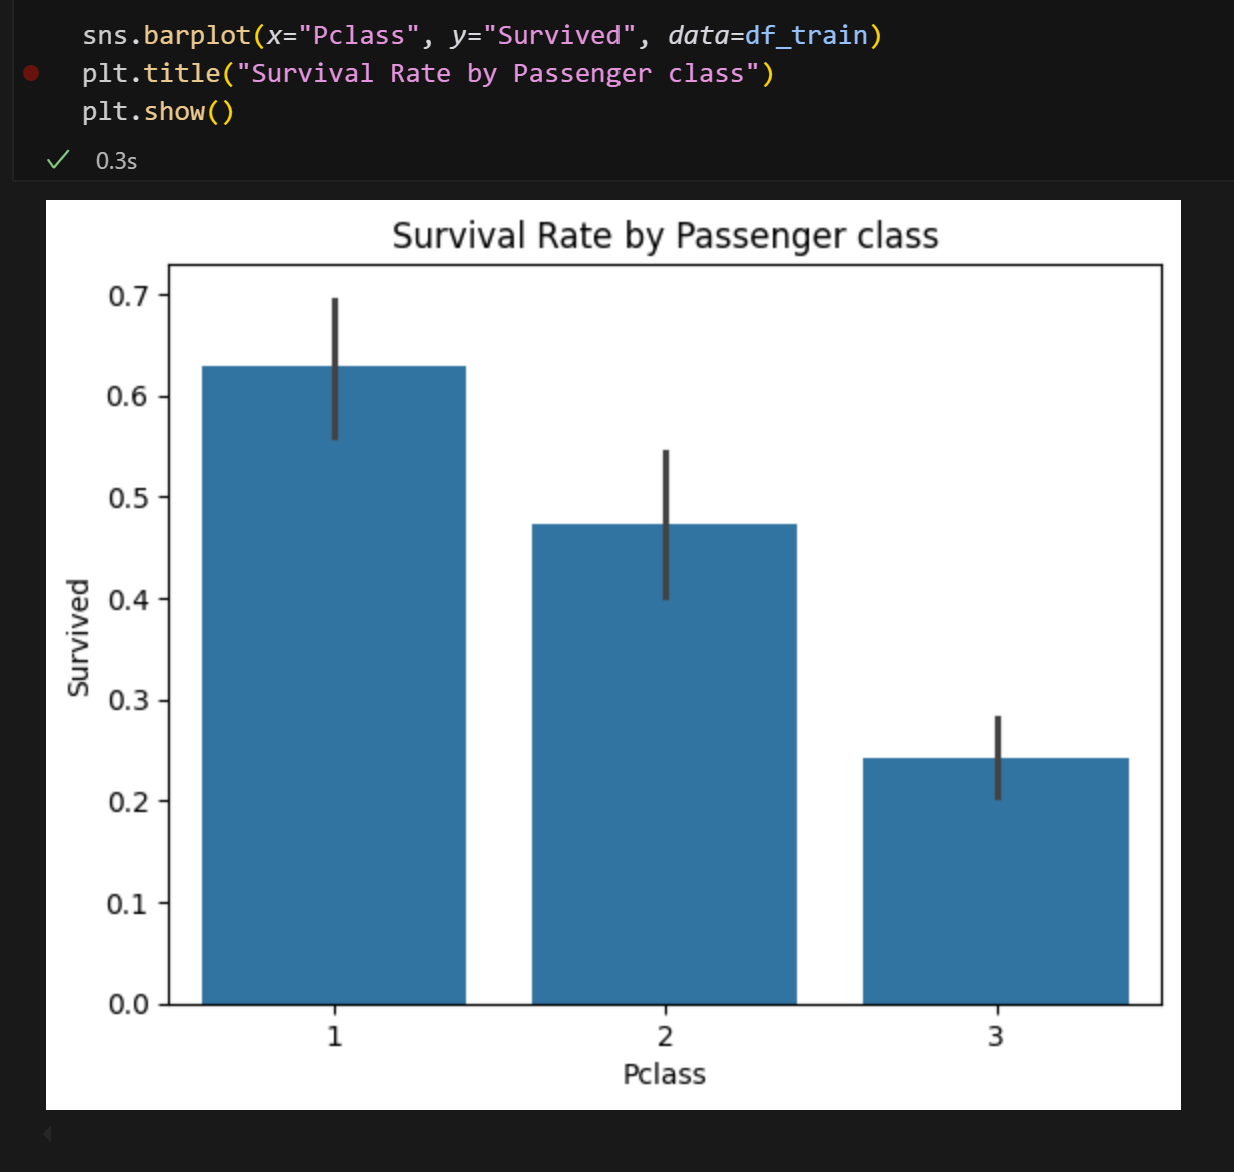 sns.barplot(x="Pclass", y="Survived", data=df_train)
plt.title("Survival Rate by Passenger class")
plt.show()
0.3s
Survival Rate by Passenger class
0.7
0.6
0.5
0.4
0.3
0.2
0.1
0.0
Survived
1 2 3
Pclass